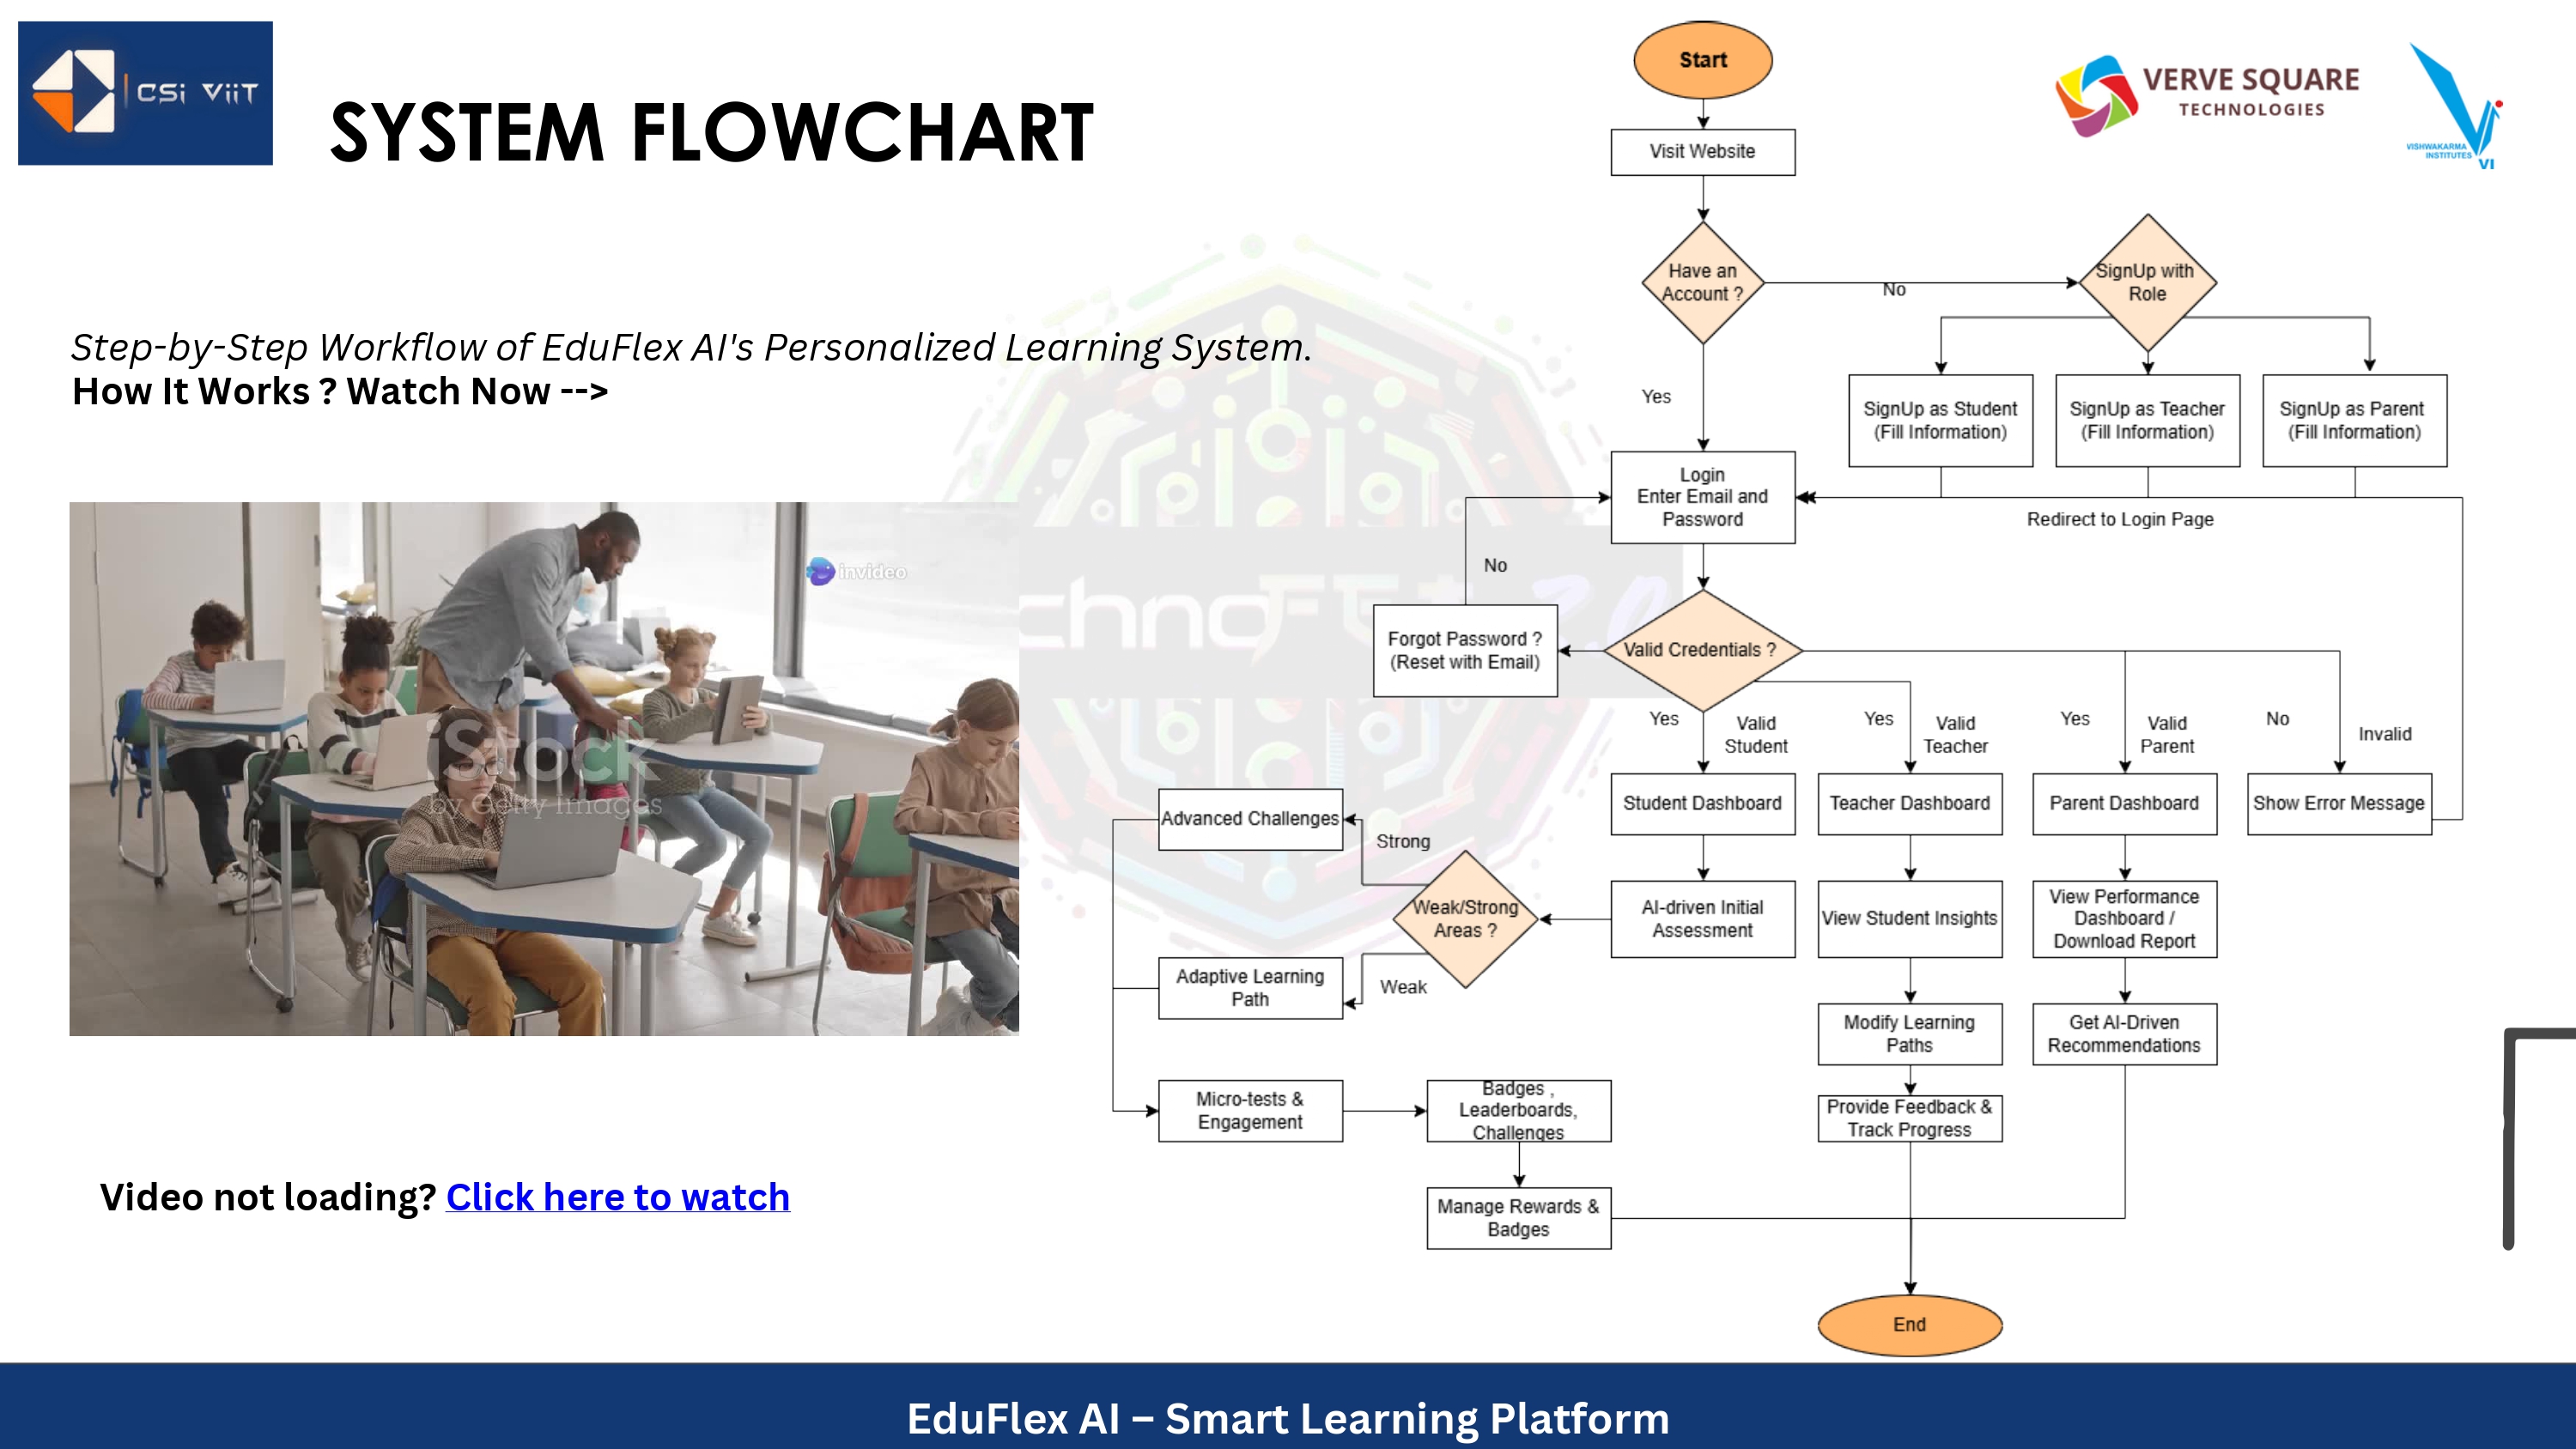 CSi ViiT
SYSTEM FLOWCHART
VERVE SQUARE
TECHNOLOGIES
VISHWAKARMA
INSTITUTES
VI
Step-by-Step Workflow of EduFlex AI's Personalized Learning System.
How It Works ? Watch Now -->
invideo
iStock
by Getty Images
Video not loading? Click here to watch
Start
Visit Website
Have an
Account ?
No
SignUp with
Role
Yes
SignUp as Student
(Fill Information)
SignUp as Teacher
(Fill Information)
SignUp as Parent
(Fill Information)
Login
Enter Email and
Password
Redirect to Login Page
No
Forgot Password ?
(Reset with Email)
Valid Credentials ?
Yes
Valid
Student
Yes
Valid
Teacher
Yes
Valid
Parent
No
Invalid
Student Dashboard
Teacher Dashboard
Parent Dashboard
Show Error Message
Advanced Challenges
Strong
Weak/Strong
Areas ?
AI-driven Initial
Assessment
View Student Insights
View Performance
Dashboard /
Download Report
Adaptive Learning
Path
Weak
Modify Learning
Paths
Get AI-Driven
Recommendations
Micro-tests &
Engagement
Badges ,
Leaderboards,
Challenges
Provide Feedback &
Track Progress
Manage Rewards &
Badges
End
EduFlex AI – Smart Learning Platform